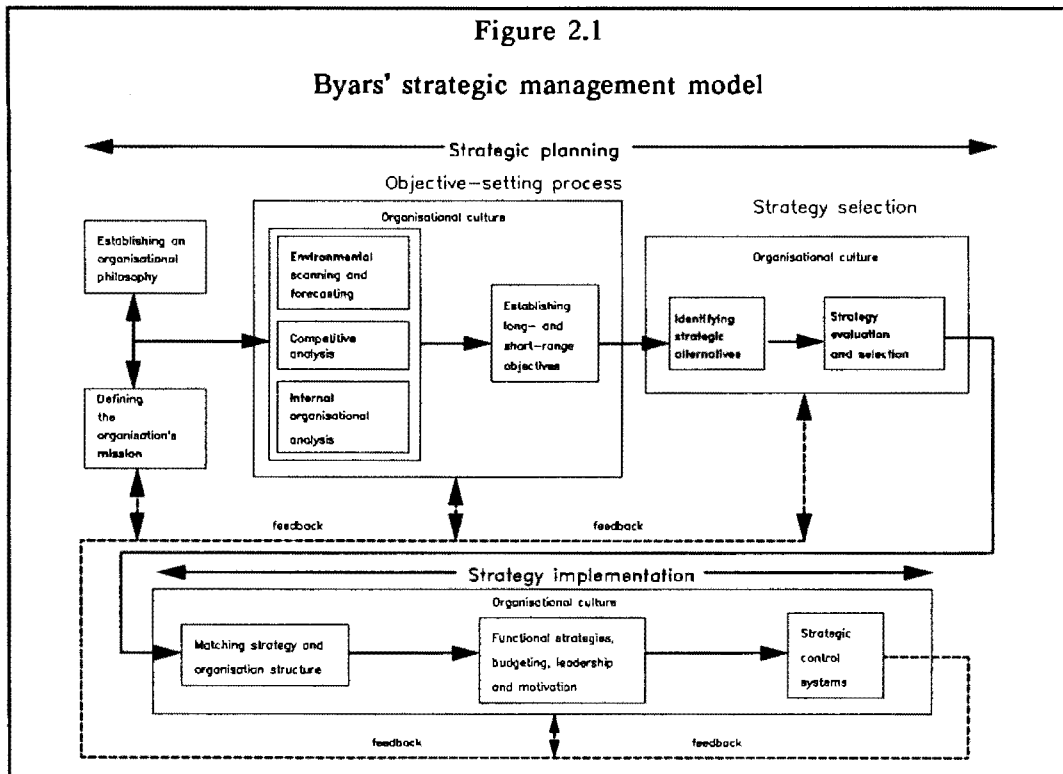 Figure 2.1
Byars' strategic management model
Strategic planning
Objective-setting process
Strategy selection
Establishing an
organisational
philosophy
Defining
the
organisation's
mission
Organisational culture
Environmental
scanning and
forecasting
Competitive
analysis
Internal
organisational
analysis
Establishing
long- and
short-range
objectives
Organisational culture
Identifying
strategic
alternatives
Strategy
evaluation
and selection
feedback
feedback
Strategy implementation
Organisational culture
Matching strategy and
organisation structure
Functional strategies,
budgeting, leadership
and motivation
Strategic
control
systems
feedback
feedback